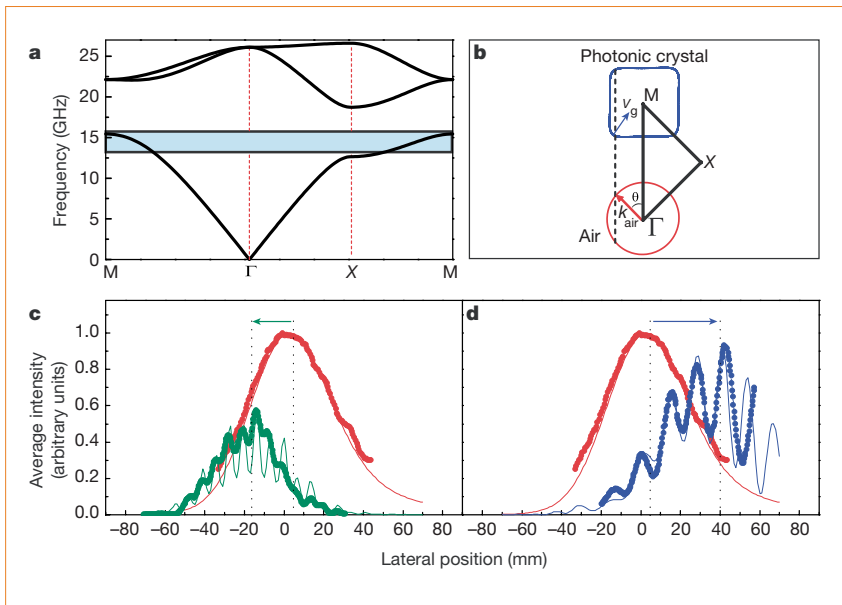 a
Frequency (GHz)
25
20
15
10
5
0
M Γ X M
b
Photonic crystal
M
Vg
X
θ
kair
Γ
Air
c
Average intensity
(arbitrary units)
1.0
0.8
0.6
0.4
0.2
0.0
−80 −60 −40 −20 0 20 40 60 80
d
−80 −60 −40 −20 0 20 40 60 80
Lateral position (mm)